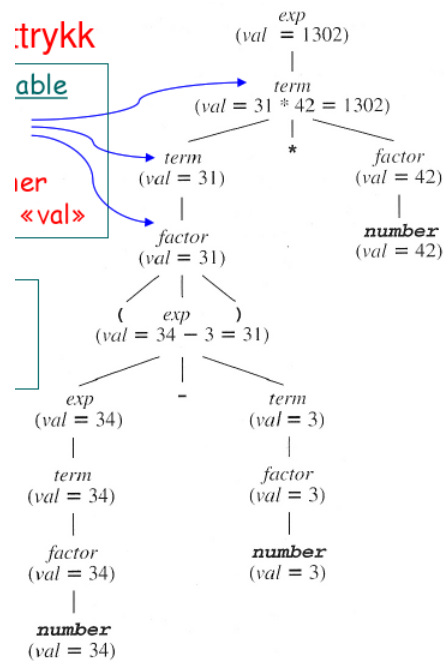 ttrykk
able
ner
«val»
exp
(val = 1302)
term
(val = 31 * 42 = 1302)
term
(val = 31)
*
factor
(val = 42)
factor
(val = 31)
number
(val = 42)
( exp )
(val = 34 − 3 = 31)
exp
(val = 34)
-
term
(val = 3)
term
(val = 34)
factor
(val = 3)
factor
(val = 34)
number
(val = 3)
number
(val = 34)